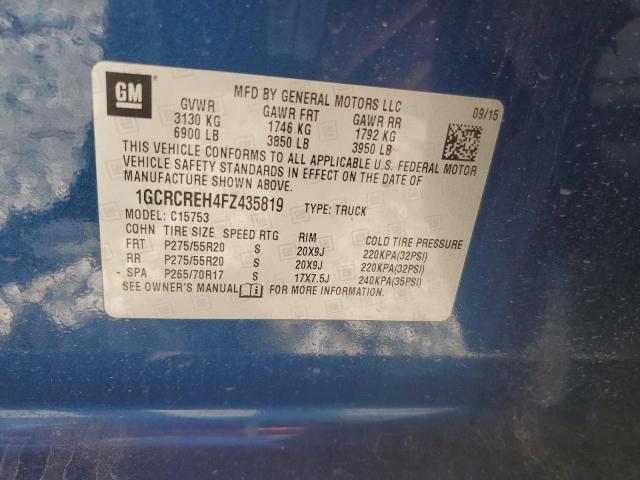 GM
MFD BY GENERAL MOTORS LLC
09/15
GVWR GAWR FRT GAWR RR
3130 KG 1746 KG 1792 KG
6900 LB 3850 LB 3950 LB
THIS VEHICLE CONFORMS TO ALL APPLICABLE U.S. FEDERAL MOTOR
VEHICLE SAFETY STANDARDS IN EFFECT ON THE DATE OF
MANUFACTURE SHOWN ABOVE.
1GCRCREH4FZ435819 TYPE: TRUCK
MODEL: C15753
CQHN TIRE SIZE SPEED RTG RIM COLD TIRE PRESSURE
FRT P275/55R20 S 20X9J 220KPA(32PSI)
RR P275/55R20 S 20X9J 220KPA(32PSI)
SPA P265/70R17 S 17X7.5J 240KPA(35PSI)
SEE OWNER'S MANUAL FOR MORE INFORMATION.